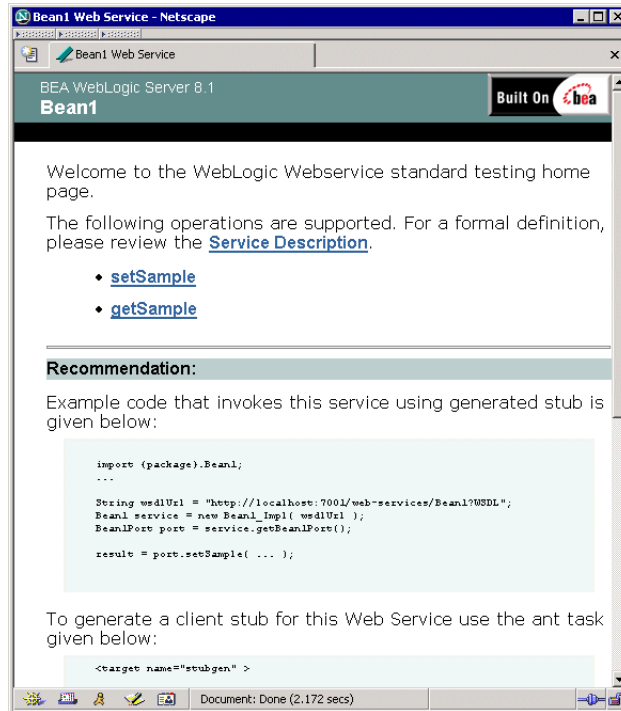 Bean1 Web Service - Netscape
Bean1 Web Service
BEA WebLogic Server 8.1
Bean1
Built On bea
Welcome to the WebLogic Webservice standard testing home
page.
The following operations are supported. For a formal definition,
please review the Service Description.
• setSample
• getSample
Recommendation:
Example code that invokes this service using generated stub is
given below:
import {package}.Bean1;
...
String wsdlUrl = "http://localhost:7001/web-services/Bean1?WSDL";
Bean1 service = new Bean1_Impl( wsdlUrl );
Bean1Port port = service.getBean1Port();
result = port.setSample( ... );
To generate a client stub for this Web Service use the ant task
given below:
<target name="stubgen" >
Document: Done (2.172 secs)